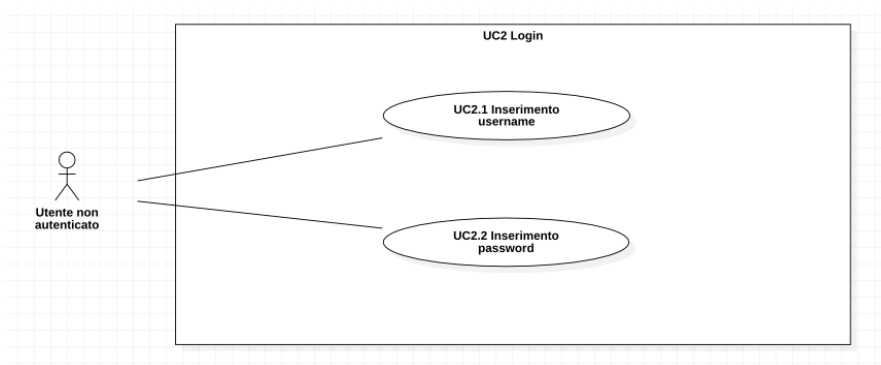 UC2 Login
UC2.1 Inserimento
username
Utente non
autenticato
UC2.2 Inserimento
password